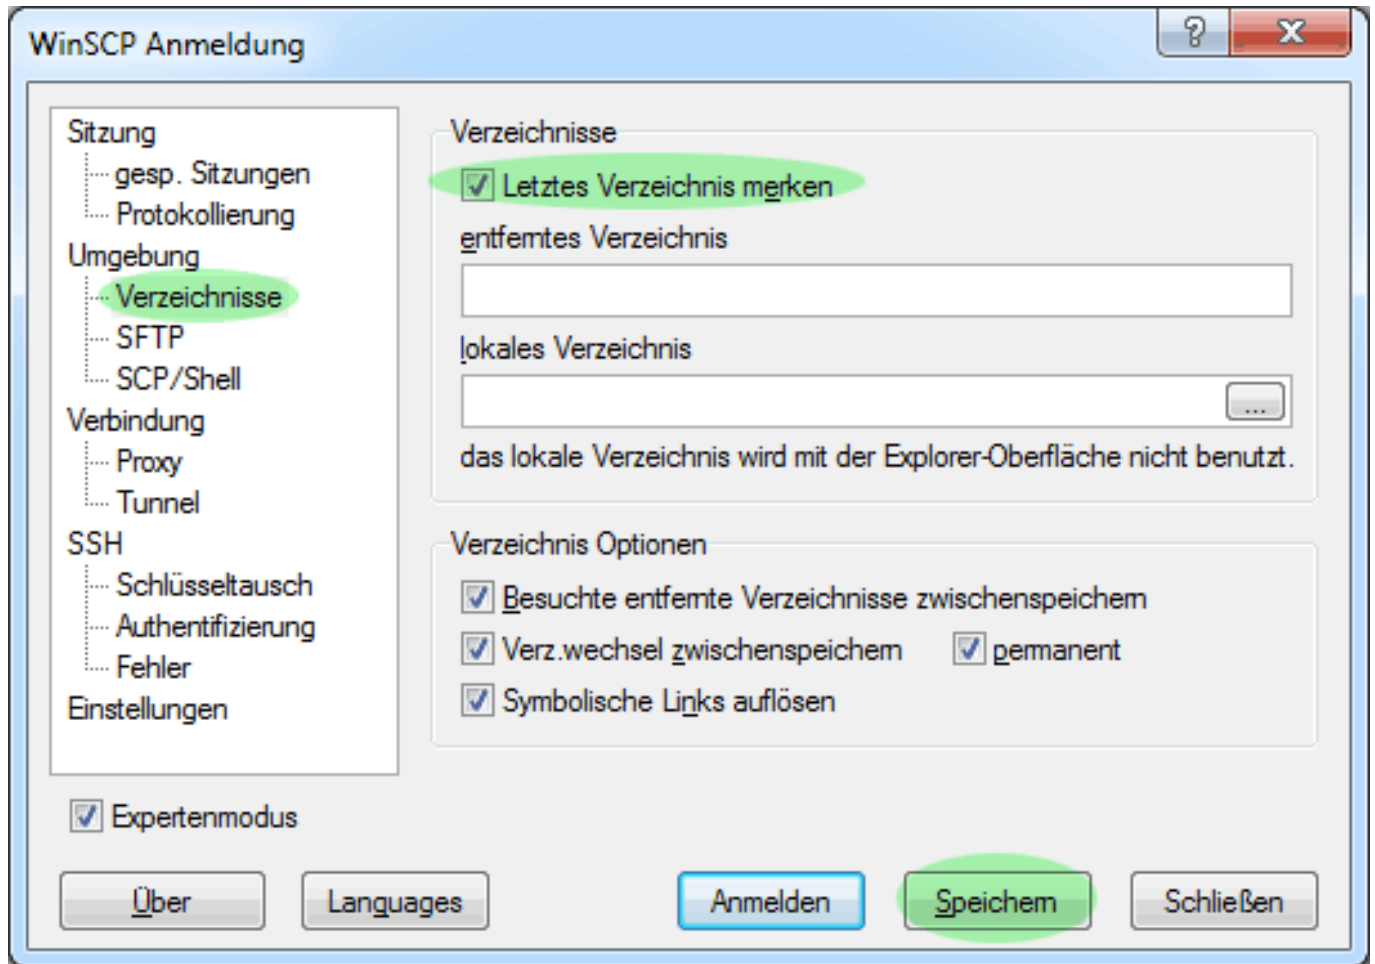 WinSCP Anmeldung
?
X
Sitzung
gesp. Sitzungen
Protokollierung
Umgebung
Verzeichnisse
SFTP
SCP/Shell
Verbindung
Proxy
Tunnel
SSH
Schlüsseltausch
Authentifizierung
Fehler
Einstellungen
Expertenmodus
Verzeichnisse
Letztes Verzeichnis merken
entferntes Verzeichnis
lokales Verzeichnis
...
das lokale Verzeichnis wird mit der Explorer-Oberfläche nicht benutzt.
Verzeichnis Optionen
Besuchte entfernte Verzeichnisse zwischenspeichern
Verz.wechsel zwischenspeichern permanent
Symbolische Links auflösen
Über Languages Anmelden Speichern Schließen